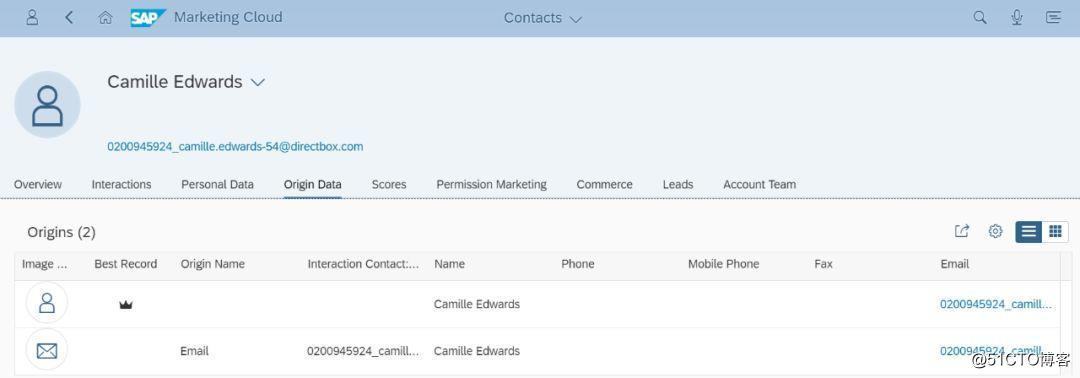 SAP Marketing Cloud Contacts
Camille Edwards
0200945924_camille.edwards-54@directbox.com
Overview Interactions Personal Data Origin Data Scores Permission Marketing Commerce Leads Account Team
Origins (2)
Image ... Best Record Origin Name Interaction Contact:... Name Phone Mobile Phone Fax Email
Camille Edwards 0200945924_camill...
Email 0200945924_camill... Camille Edwards 0200945924_camill...
@51CTO博客